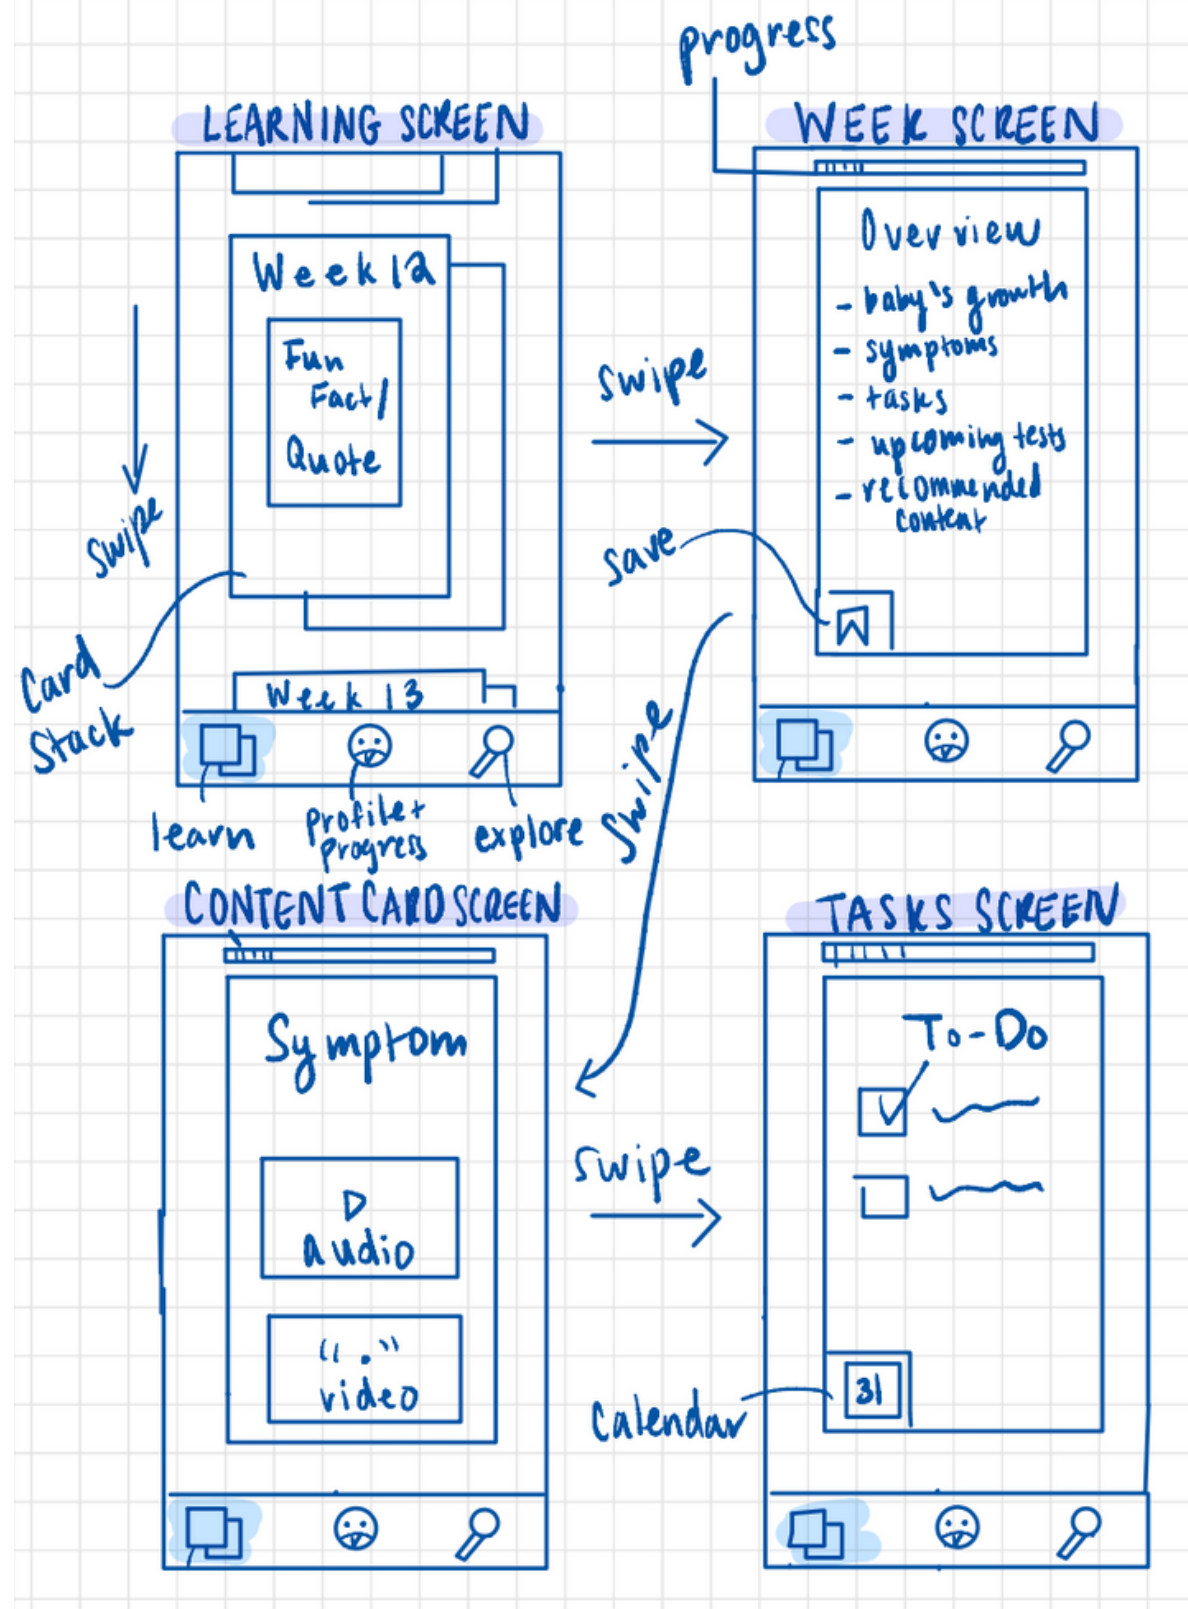 progress
LEARNING SCREEN
WEEK SCREEN
Week 12
Fun
Fact/
Quote
swipe
Card
Stack
Week 13
learn
profile+
progress
explore
swipe
Overview
- baby's growth
- symptoms
- tasks
- upcoming tests
- recommended
content
save
swipe
CONTENT CARD SCREEN
TASKS SCREEN
Symptom
audio
video
swipe
To-Do
31
Calendar